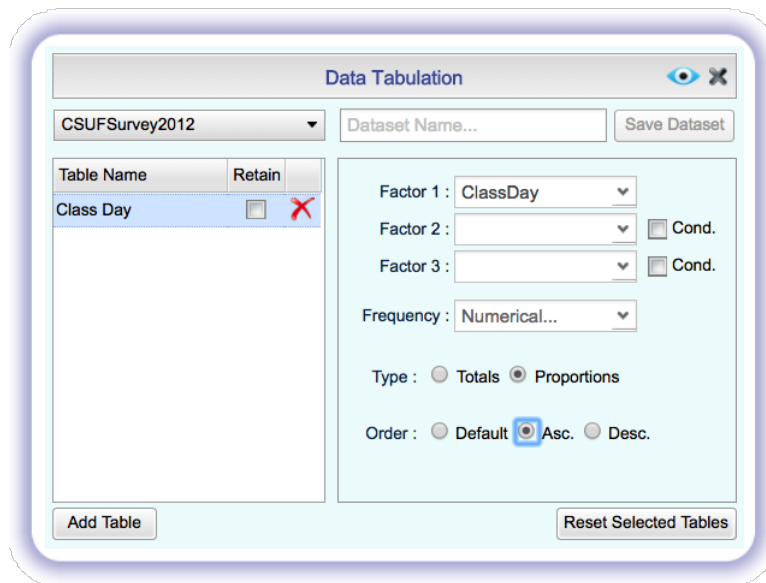 Data Tabulation
CSUFSurvey2012
Dataset Name...
Save Dataset
Table Name Retain
Class Day
Factor 1 : ClassDay
Factor 2 : Cond.
Factor 3 : Cond.
Frequency : Numerical...
Type : Totals Proportions
Order : Default Asc. Desc.
Add Table
Reset Selected Tables